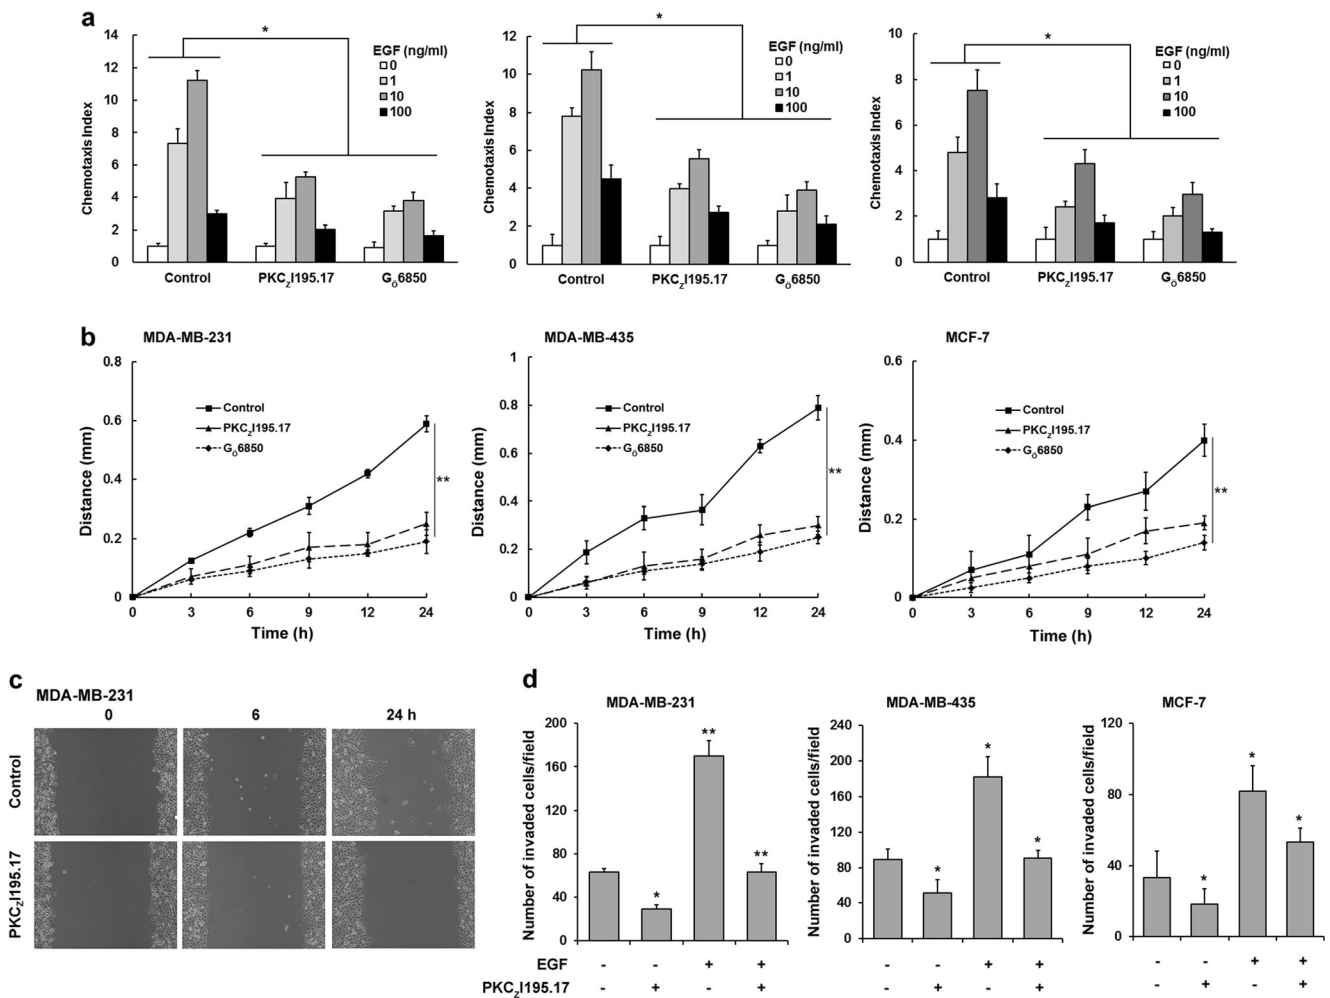 a
14
12
10
8
6
4
2
0
Chemotaxis Index
*
EGF (ng/ml)
0
1
10
100
Control
PKCZI195.17
GÖ6850
12
10
8
6
4
2
0
Chemotaxis Index
*
EGF (ng/ml)
0
1
10
100
Control
PKCZI195.17
GÖ6850
10
8
6
4
2
0
Chemotaxis Index
*
EGF (ng/ml)
0
1
10
100
Control
PKCZI195.17
GÖ6850
b
MDA-MB-231
0.8
0.6
0.4
0.2
0
Distance (mm)
Control
PKCZI195.17
GÖ6850
**
0 3 6 9 12 24
Time (h)
MDA-MB-435
1
0.8
0.6
0.4
0.2
0
Distance (mm)
Control
PKCZI195.17
GÖ6850
**
0 3 6 9 12 24
Time (h)
MCF-7
0.6
0.4
0.2
0
Distance (mm)
Control
PKCZI195.17
GÖ6850
**
0 3 6 9 12 24
Time (h)
c
MDA-MB-231
0 6 24 h
Control
PKCZI195.17
d
MDA-MB-231
200
160
120
80
40
0
Number of invaded cells/field
* ** **
EGF - - + +
PKCZI195.17 - + - +
MDA-MB-435
240
200
160
120
80
40
0
Number of invaded cells/field
* * *
- - + +
- + - +
MCF-7
120
80
40
0
Number of invaded cells/field
* * *
- - + +
- + - +